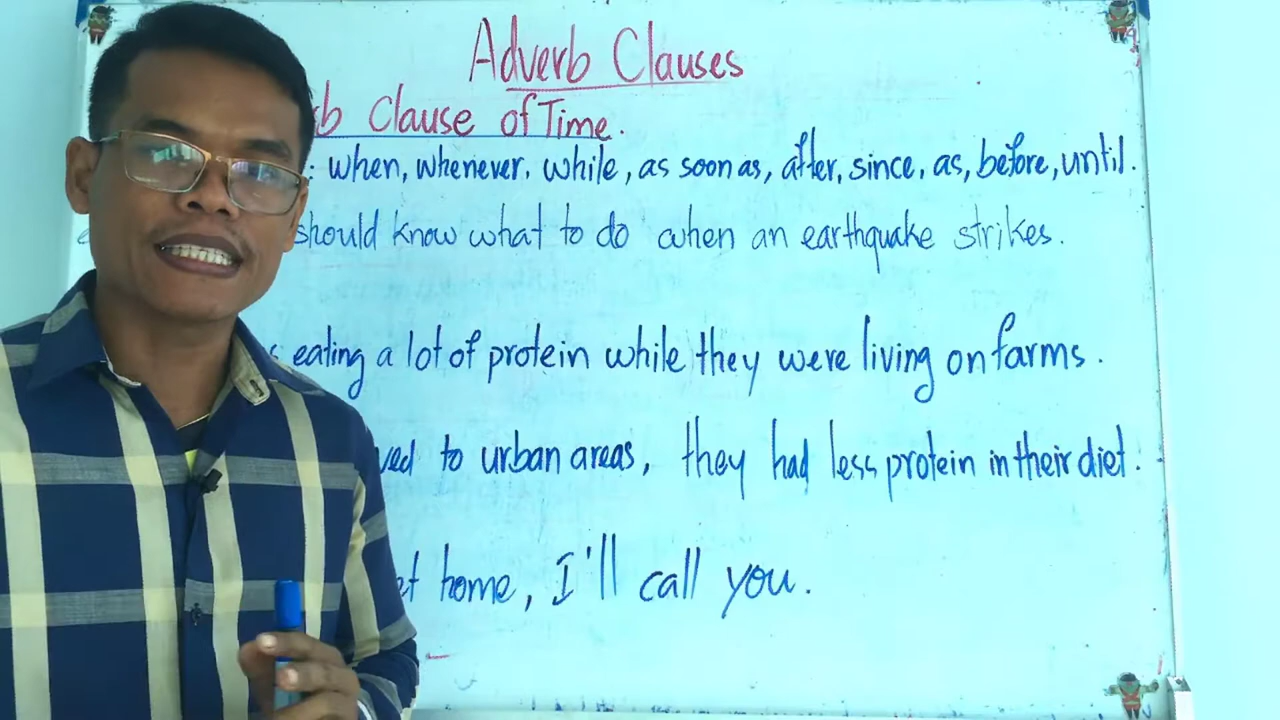 Adverb Clauses
Clause of Time.
: when, whenever, while, as soon as, after, since, as, before, until.
should know what to do when an earthquake strikes.
eating a lot of protein while they were living on farms.
to urban areas, they had less protein in their diet.
home, I'll call you.